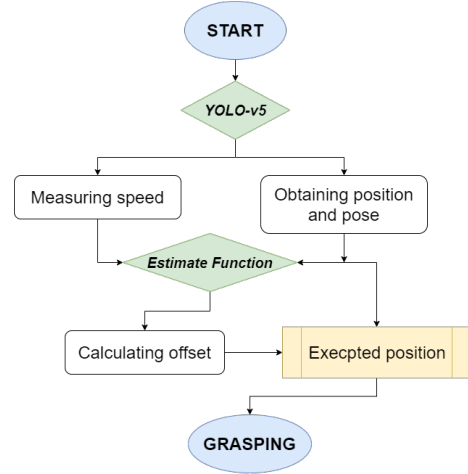 START
YOLO-v5
Measuring speed
Obtaining position
and pose
Estimate Function
Calculating offset
Execpted position
GRASPING